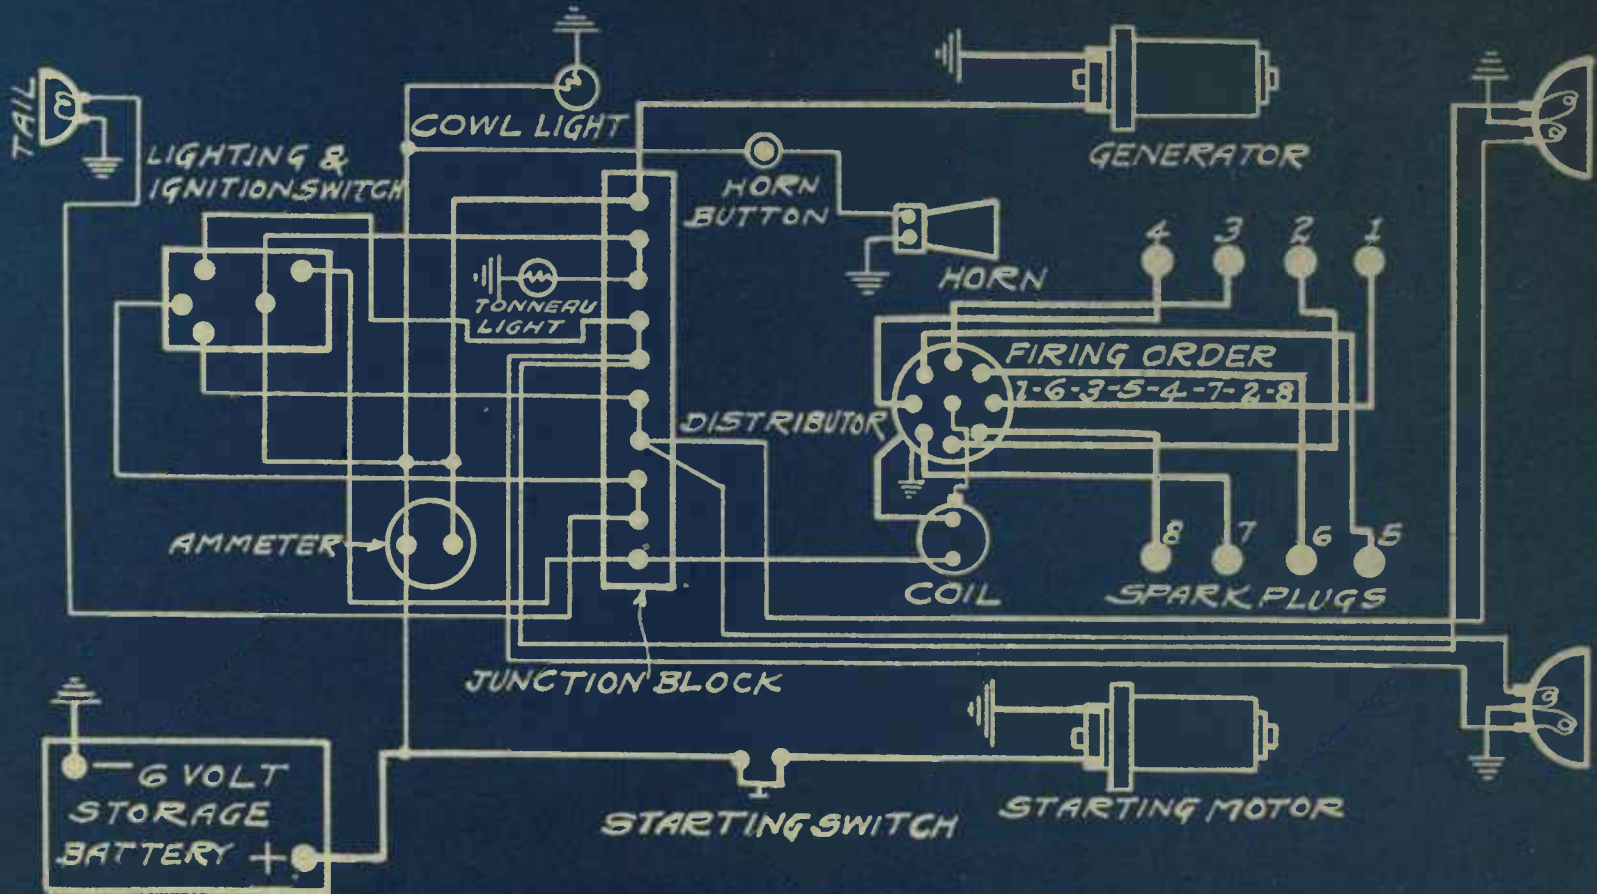 TAIL
COWL LIGHT
LIGHTING &
IGNITION SWITCH
GENERATOR
HORN
BUTTON
HORN
4 3 2 1
TONNEAU
LIGHT
FIRING ORDER
1-6-3-5-4-7-2-8
DISTRIBUTOR
AMMETER
8 7 6 5
COIL
SPARK PLUGS
JUNCTION BLOCK
– 6 VOLT
STORAGE
BATTERY +
STARTING SWITCH
STARTING MOTOR